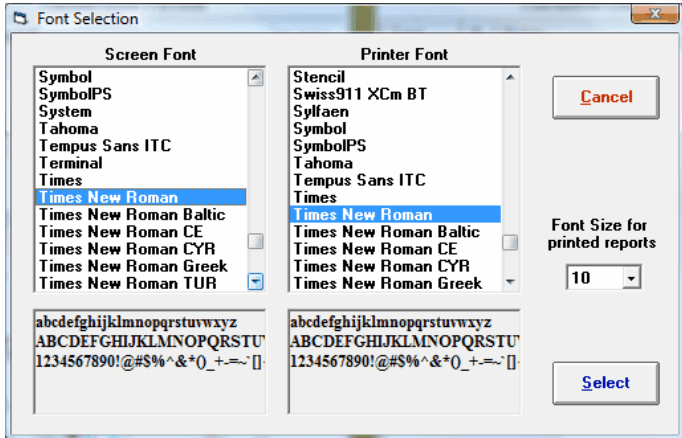 Font Selection
Screen Font
Symbol
SymbolPS
System
Tahoma
Tempus Sans ITC
Terminal
Times
Times New Roman
Times New Roman Baltic
Times New Roman CE
Times New Roman CYR
Times New Roman Greek
Times New Roman TUR
abcdefghijklmnopqrstuvwxyz
ABCDEFGHIJKLMNOPQRSTUV
1234567890!@#$%^&*()_+-=~`[]
Printer Font
Stencil
Swiss911 XCm BT
Sylfaen
Symbol
SymbolPS
Tahoma
Tempus Sans ITC
Times
Times New Roman
Times New Roman Baltic
Times New Roman CE
Times New Roman CYR
Times New Roman Greek
abcdefghijklmnopqrstuvwxyz
ABCDEFGHIJKLMNOPQRSTUV
1234567890!@#$%^&*()_+-=~`[]
Cancel
Font Size for
printed reports
10
Select